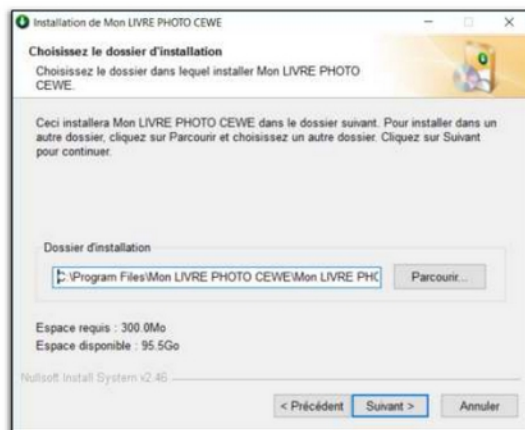 Installation de Mon LIVRE PHOTO CEWE
Choisissez le dossier d'installation
Choisissez le dossier dans lequel installer Mon LIVRE PHOTO
CEWE.
Ceci installera Mon LIVRE PHOTO CEWE dans le dossier suivant. Pour installer dans un
autre dossier, cliquez sur Parcourir et choisissez un autre dossier. Cliquez sur Suivant
pour continuer.
Dossier d'installation
C:\Program Files\Mon LIVRE PHOTO CEWE\Mon LIVRE PHO
Parcourir...
Espace requis : 300.0Mo
Espace disponible : 95.5Go
Nullsoft Install System v2.46
< Précédent Suivant > Annuler